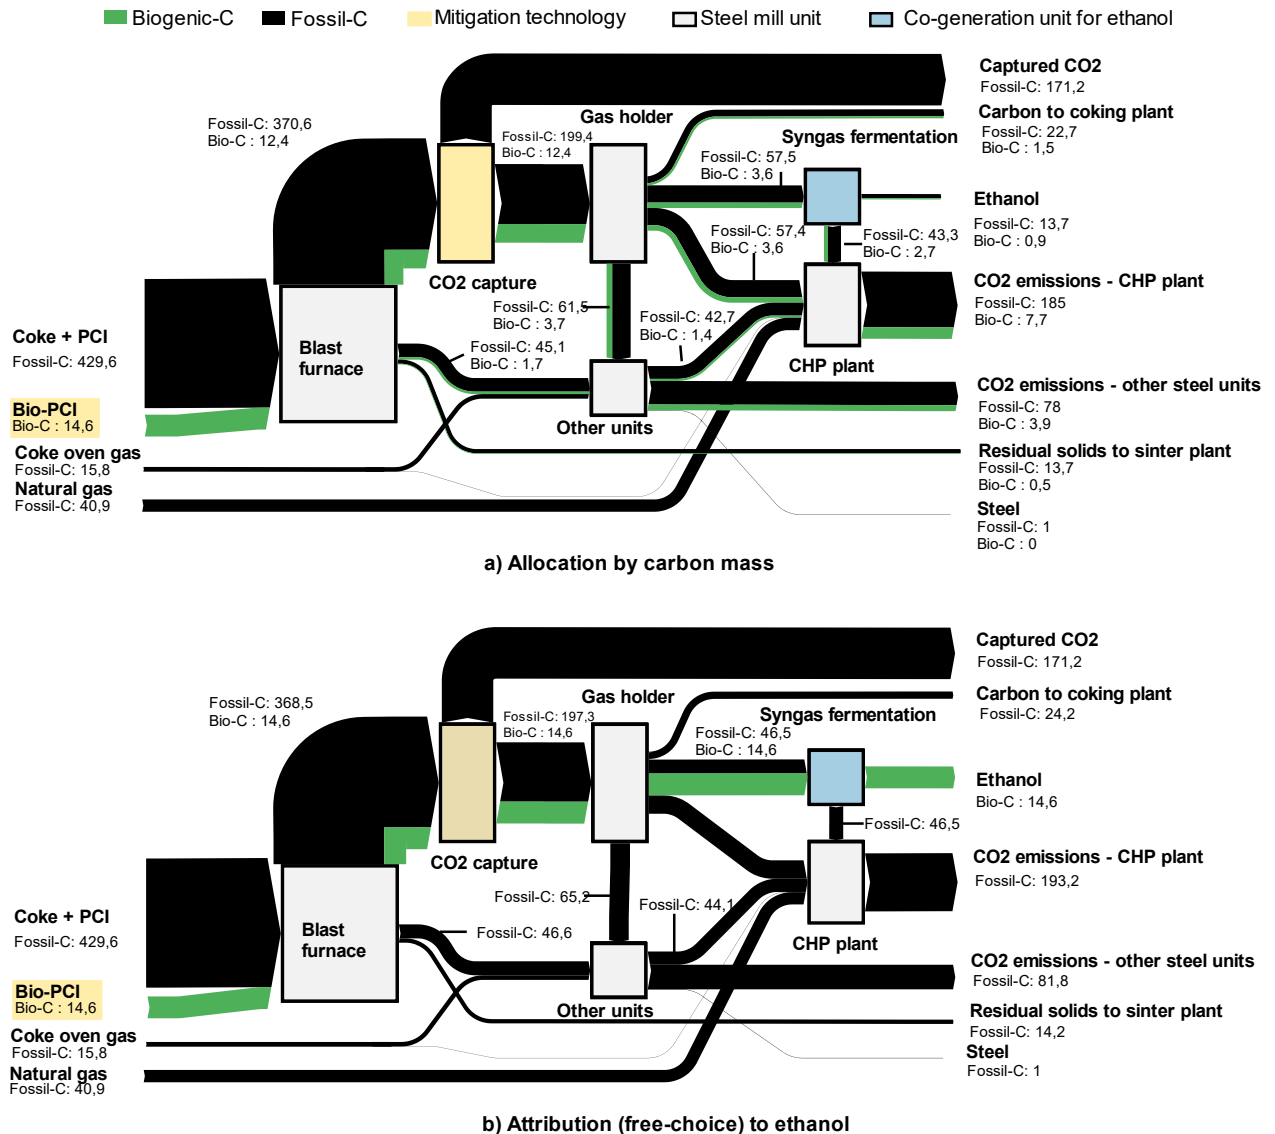 Biogenic-C
Fossil-C
Mitigation technology
Steel mill unit
Co-generation unit for ethanol
Captured CO2
Fossil-C: 171,2
Carbon to coking plant
Fossil-C: 22,7
Bio-C : 1,5
Gas holder
Syngas fermentation
Fossil-C: 370,6
Bio-C : 12,4
Fossil-C: 199,4
Bio-C : 12,4
Fossil-C: 57,5
Bio-C : 3,6
Ethanol
Fossil-C: 13,7
Bio-C : 0,9
Fossil-C: 57,4
Bio-C : 3,6
Fossil-C: 43,3
Bio-C : 2,7
CO2 capture
CO2 emissions - CHP plant
Fossil-C: 185
Bio-C : 7,7
Fossil-C: 61,5
Bio-C : 3,7
Fossil-C: 42,7
Bio-C : 1,4
Coke + PCI
Fossil-C: 429,6
Blast
furnace
Fossil-C: 45,1
Bio-C : 1,7
CHP plant
CO2 emissions - other steel units
Fossil-C: 78
Bio-C : 3,9
Bio-PCI
Bio-C : 14,6
Other units
Coke oven gas
Fossil-C: 15,8
Residual solids to sinter plant
Fossil-C: 13,7
Bio-C : 0,5
Natural gas
Fossil-C: 40,9
Steel
Fossil-C: 1
Bio-C : 0
a) Allocation by carbon mass
Captured CO2
Fossil-C: 171,2
Gas holder
Carbon to coking plant
Fossil-C: 24,2
Syngas fermentation
Fossil-C: 368,5
Bio-C : 14,6
Fossil-C: 197,3
Bio-C : 14,6
Fossil-C: 46,5
Bio-C : 14,6
Ethanol
Bio-C : 14,6
Fossil-C: 46,5
CO2 capture
CO2 emissions - CHP plant
Fossil-C: 193,2
Fossil-C: 65,2
Fossil-C: 44,1
Coke + PCI
Fossil-C: 429,6
Blast
furnace
Fossil-C: 46,6
CHP plant
CO2 emissions - other steel units
Fossil-C: 81,8
Bio-PCI
Bio-C : 14,6
Other units
Residual solids to sinter plant
Fossil-C: 14,2
Coke oven gas
Fossil-C: 15,8
Steel
Fossil-C: 1
Natural gas
Fossil-C: 40,9
b) Attribution (free-choice) to ethanol